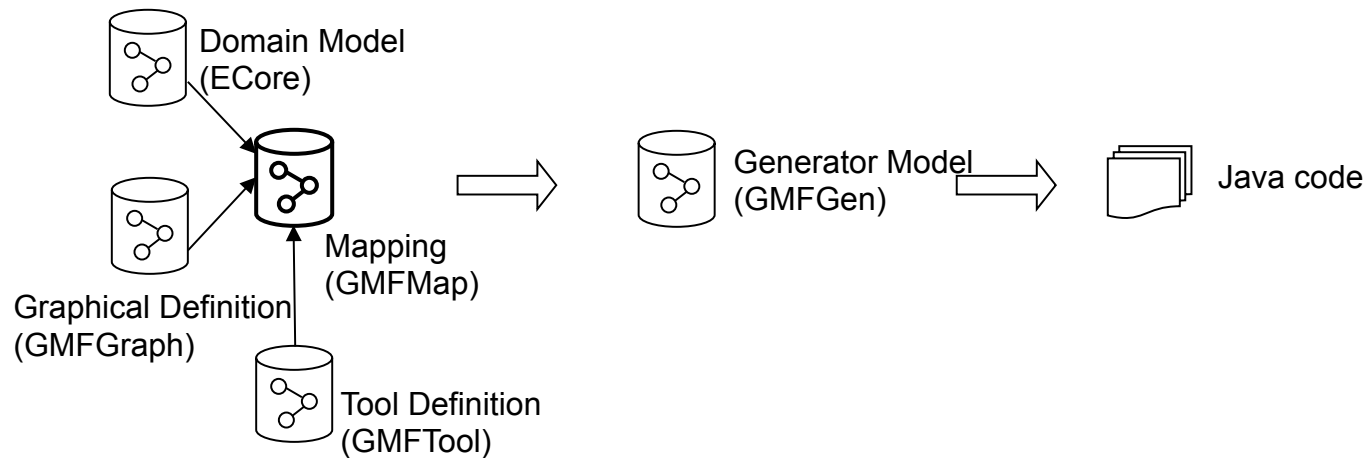 Domain Model
(ECore)
Generator Model
(GMFGen)
Java code
Mapping
(GMFMap)
Graphical Definition
(GMFGraph)
Tool Definition
(GMFTool)